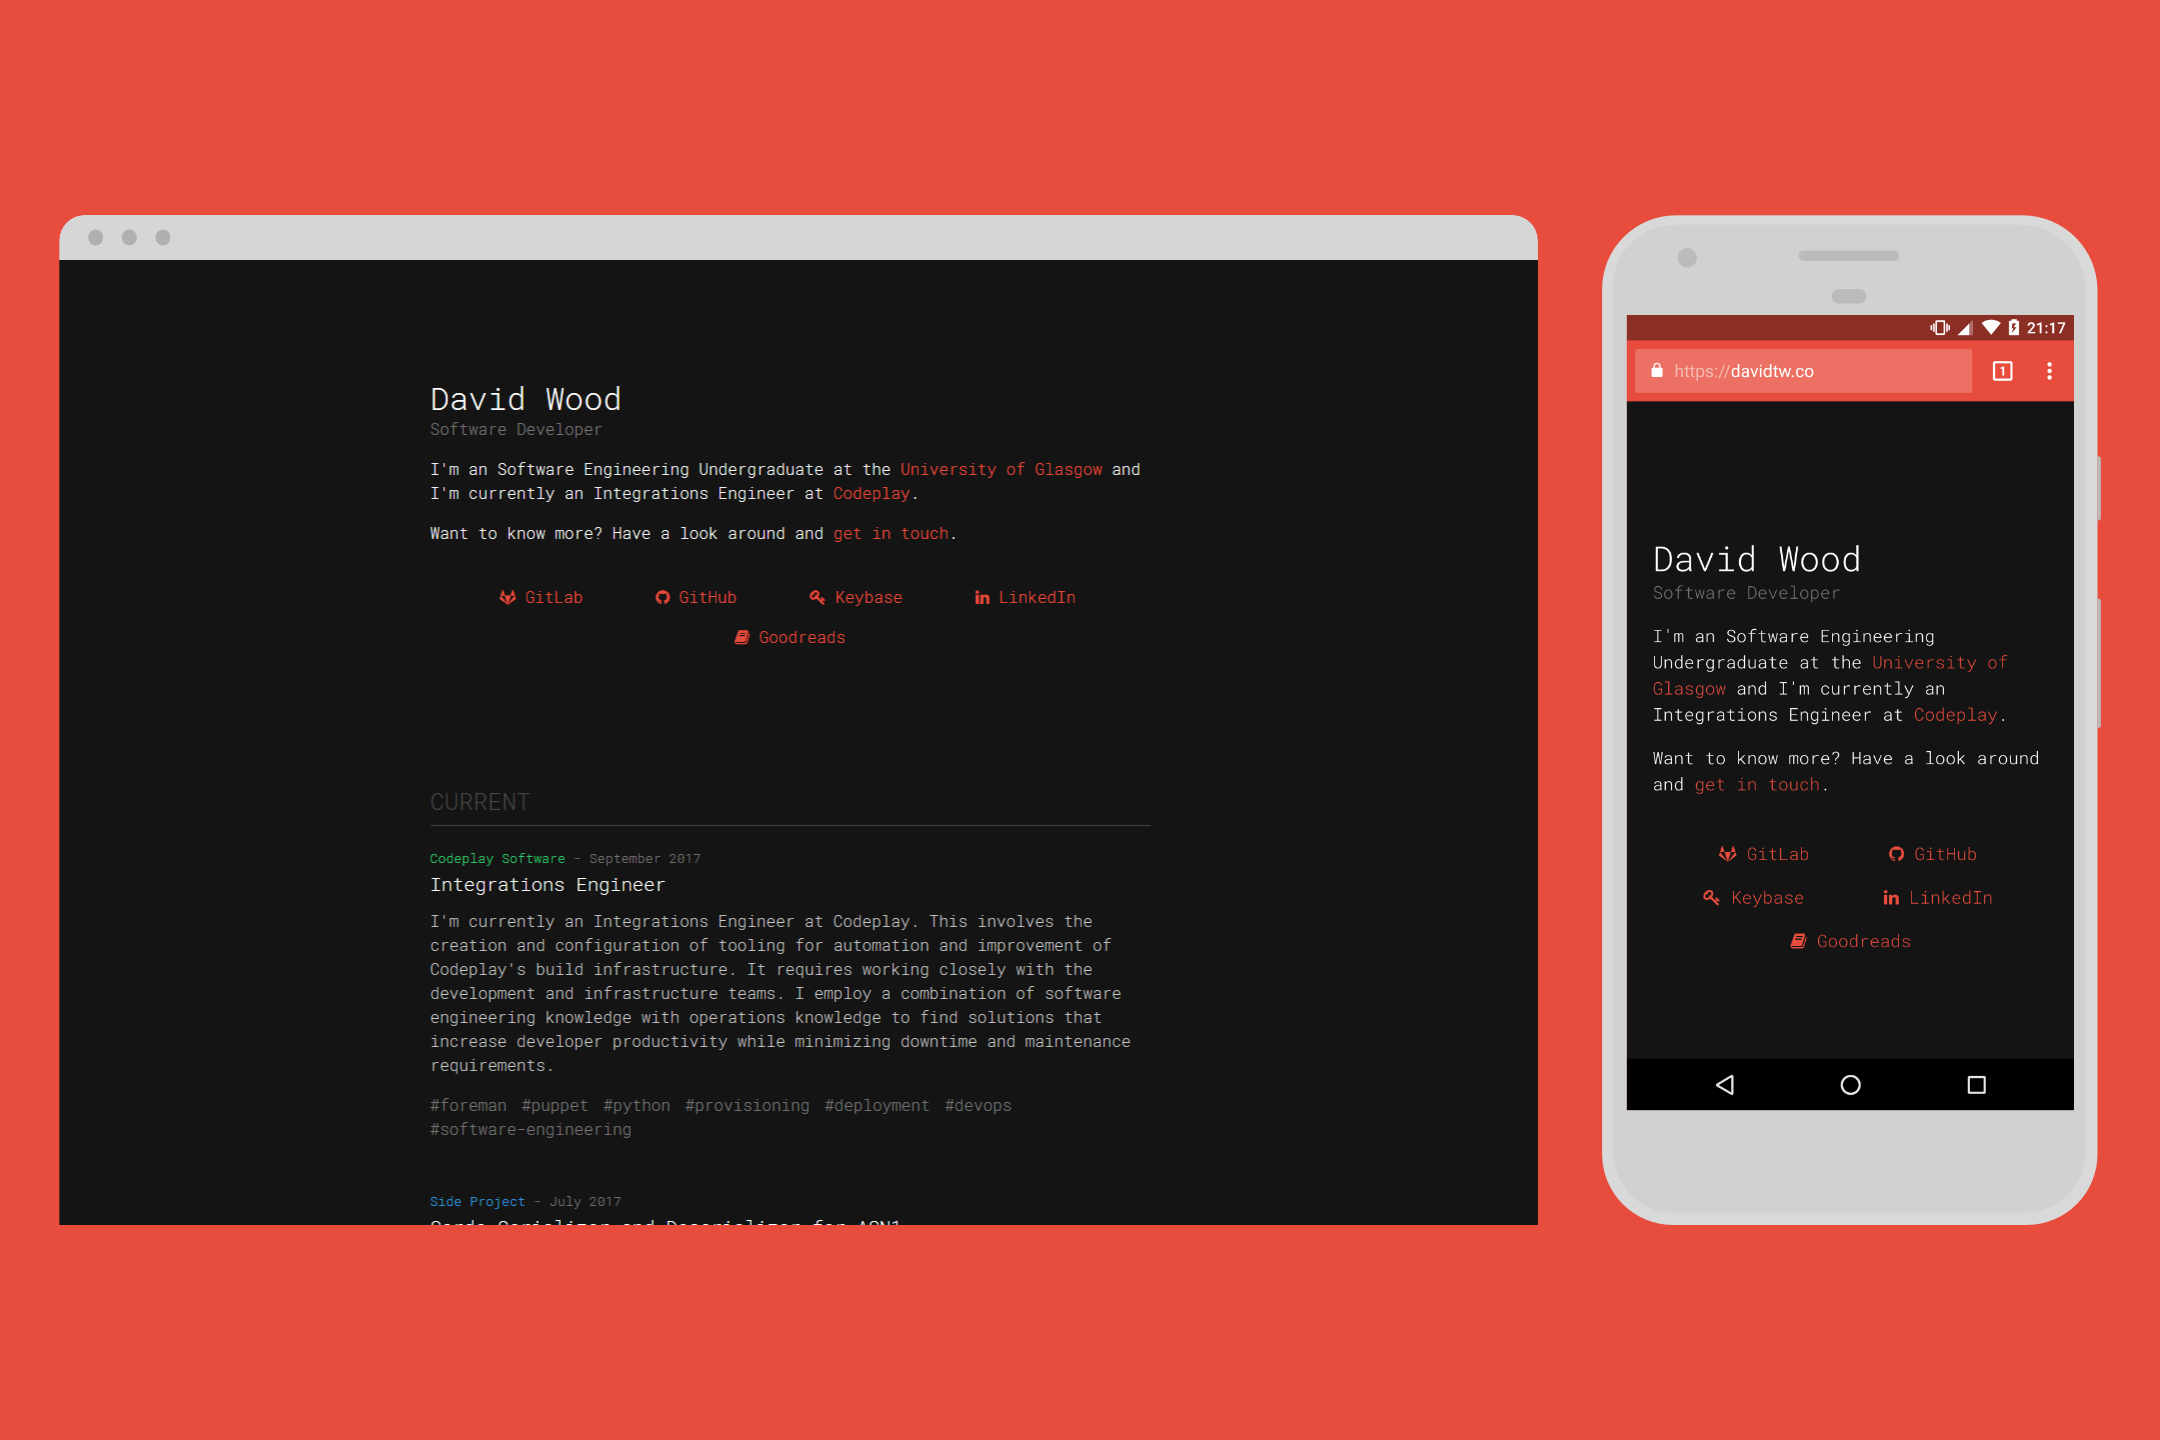 David Wood
Software Developer
I'm an Software Engineering Undergraduate at the University of Glasgow and
I'm currently an Integrations Engineer at Codeplay.
Want to know more? Have a look around and get in touch.
GitLab GitHub Keybase LinkedIn
Goodreads
CURRENT
Codeplay Software - September 2017
Integrations Engineer
I'm currently an Integrations Engineer at Codeplay. This involves the
creation and configuration of tooling for automation and improvement of
Codeplay's build infrastructure. It requires working closely with the
development and infrastructure teams. I employ a combination of software
engineering knowledge with operations knowledge to find solutions that
increase developer productivity while minimizing downtime and maintenance
requirements.
#foreman #puppet #python #provisioning #deployment #devops
#software-engineering
Side Project - July 2017
Serde Serializer and Deserializer for ASN1
21:17
https://davidtw.co
1
David Wood
Software Developer
I'm an Software Engineering
Undergraduate at the University of
Glasgow and I'm currently an
Integrations Engineer at Codeplay.
Want to know more? Have a look around
and get in touch.
GitLab GitHub
Keybase LinkedIn
Goodreads